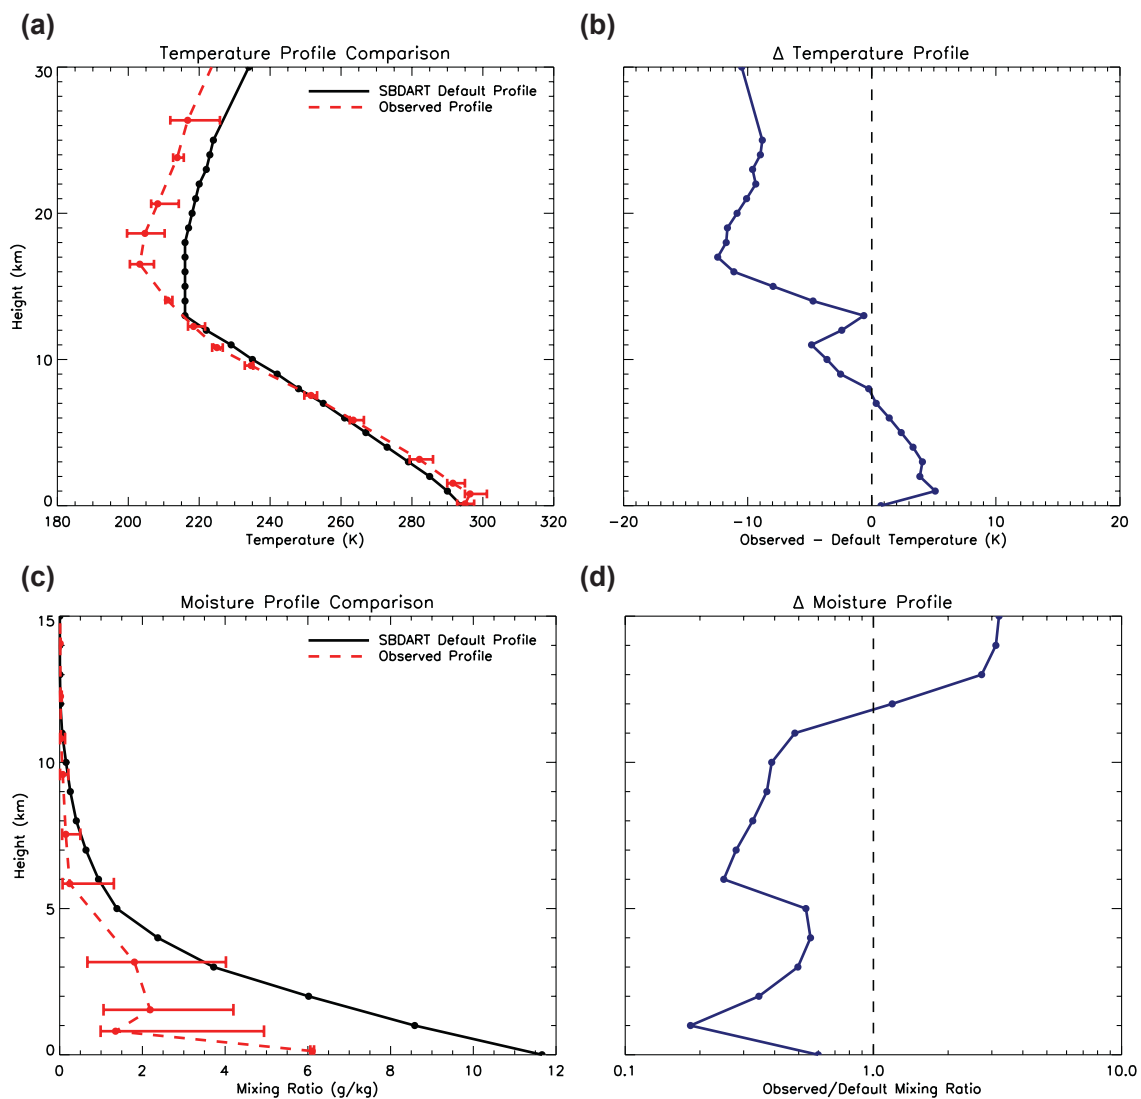 (a)
Temperature Profile Comparison
30
20
10
0
Height (km)
SBDART Default Profile
Observed Profile
180 200 220 240 260 280 300 320
Temperature (K)
(b)
Δ Temperature Profile
-20 -10 0 10 20
Observed - Default Temperature (K)
(c)
Moisture Profile Comparison
15
10
5
0
Height (km)
SBDART Default Profile
Observed Profile
0 2 4 6 8 10 12
Mixing Ratio (g/kg)
(d)
Δ Moisture Profile
0.1 1.0 10.0
Observed/Default Mixing Ratio